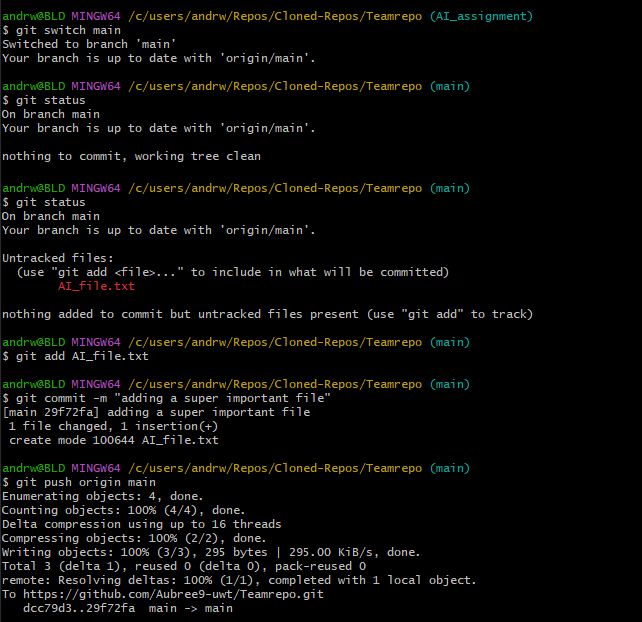 andrw@BLD MINGW64 /c/users/andrw/Repos/Cloned-Repos/Teamrepo (AI_assignment)
$ git switch main
Switched to branch 'main'
Your branch is up to date with 'origin/main'.
andrw@BLD MINGW64 /c/users/andrw/Repos/Cloned-Repos/Teamrepo (main)
$ git status
On branch main
Your branch is up to date with 'origin/main'.
nothing to commit, working tree clean
andrw@BLD MINGW64 /c/users/andrw/Repos/Cloned-Repos/Teamrepo (main)
$ git status
On branch main
Your branch is up to date with 'origin/main'.
Untracked files:
  (use "git add <file>..." to include in what will be committed)
        AI_file.txt
nothing added to commit but untracked files present (use "git add" to track)
andrw@BLD MINGW64 /c/users/andrw/Repos/Cloned-Repos/Teamrepo (main)
$ git add AI_file.txt
andrw@BLD MINGW64 /c/users/andrw/Repos/Cloned-Repos/Teamrepo (main)
$ git commit -m "adding a super important file"
[main 29f72fa] adding a super important file
 1 file changed, 1 insertion(+)
 create mode 100644 AI_file.txt
andrw@BLD MINGW64 /c/users/andrw/Repos/Cloned-Repos/Teamrepo (main)
$ git push origin main
Enumerating objects: 4, done.
Counting objects: 100% (4/4), done.
Delta compression using up to 16 threads
Compressing objects: 100% (2/2), done.
Writing objects: 100% (3/3), 295 bytes | 295.00 KiB/s, done.
Total 3 (delta 1), reused 0 (delta 0), pack-reused 0
remote: Resolving deltas: 100% (1/1), completed with 1 local object.
To https://github.com/Aubree9-uwt/Teamrepo.git
   dcc79d3..29f72fa  main -> main